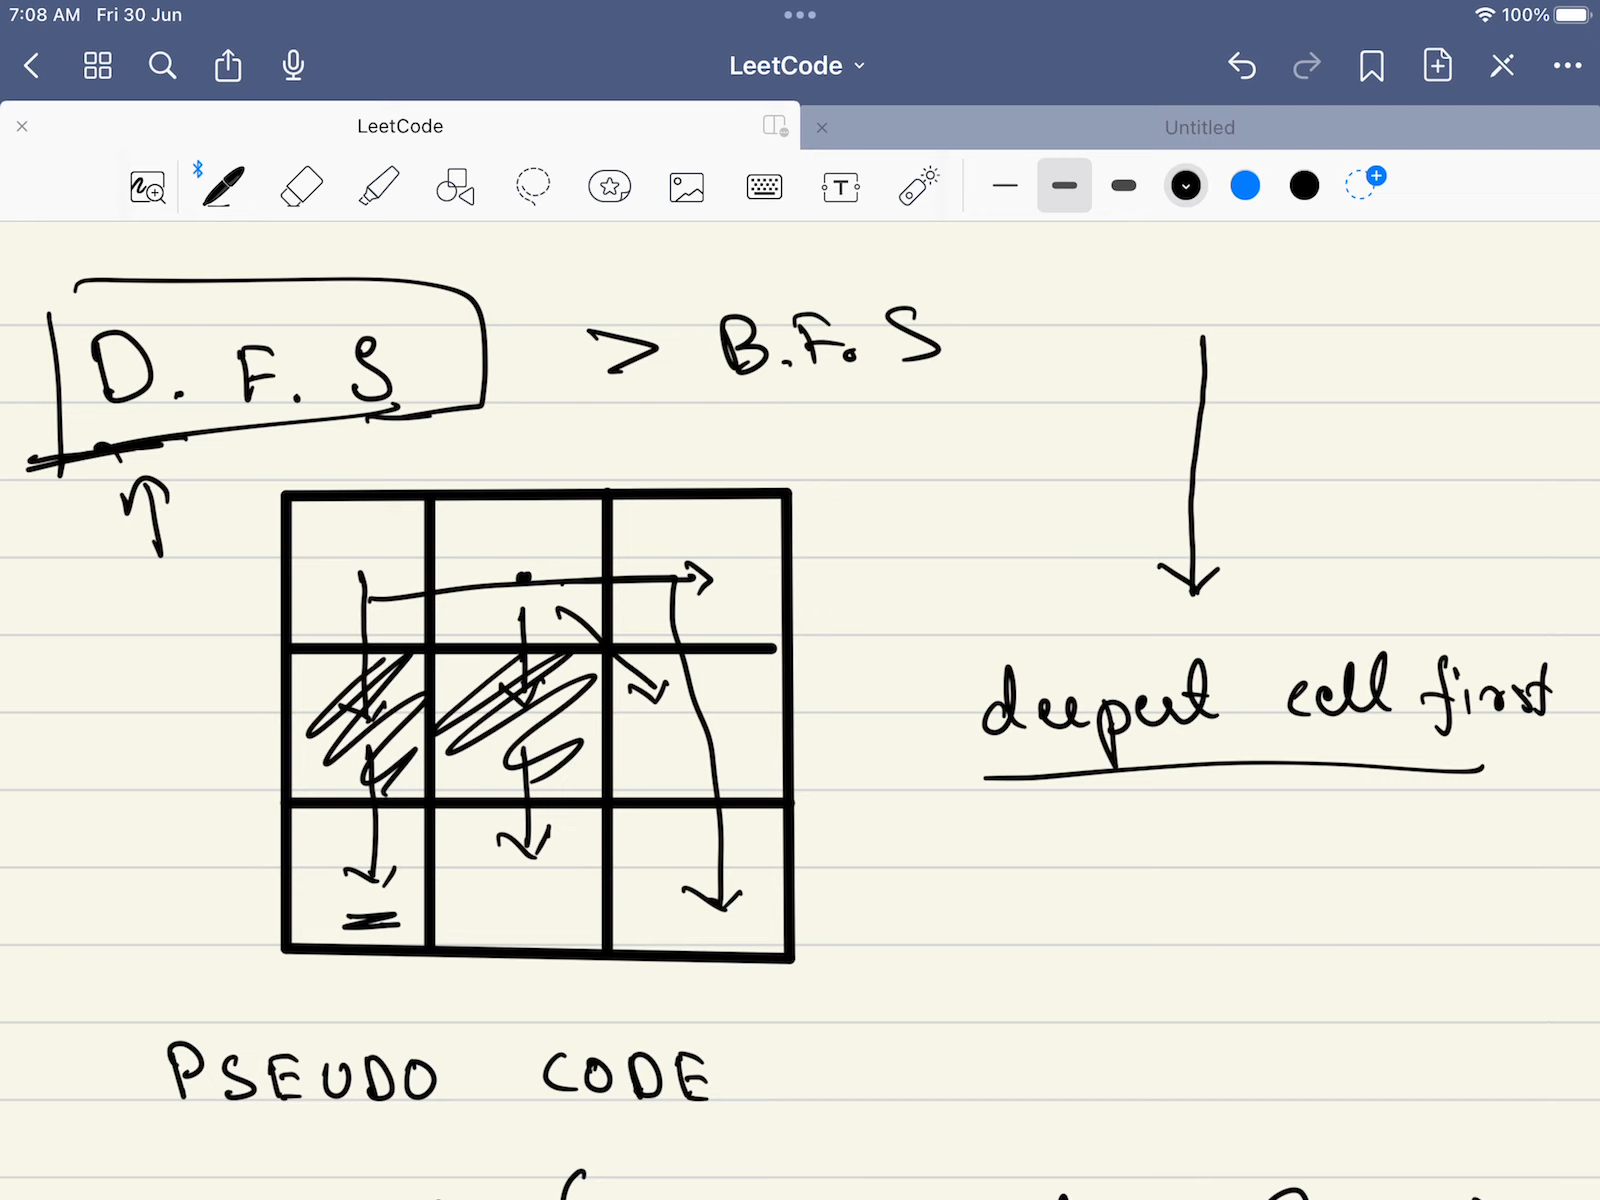 7:08 AM Fri 30 Jun
100%
LeetCode
LeetCode
Untitled
T
D. F. S > B.F. S
deepest cell first
PSEUDO CODE